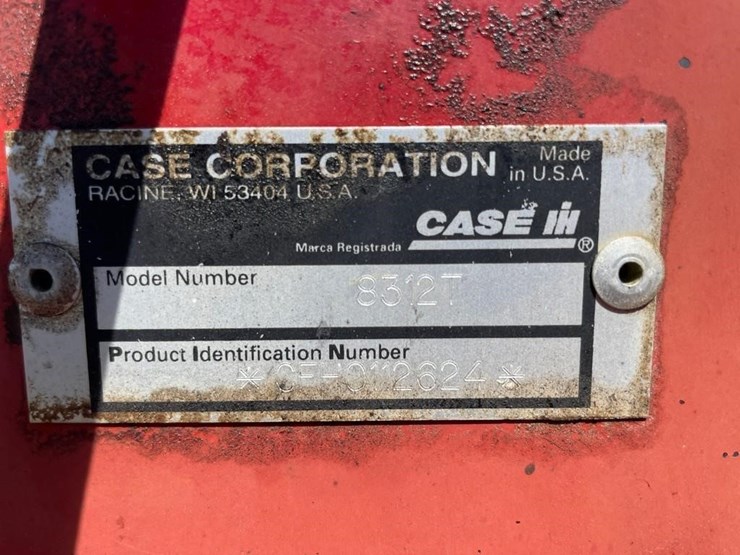 CASE CORPORATION
Made in U.S.A.
RACINE, WI 53404 U.S.A.
Marca Registrada CASE IH ®
Model Number
8312T
Product Identification Number
*CFH0112624*